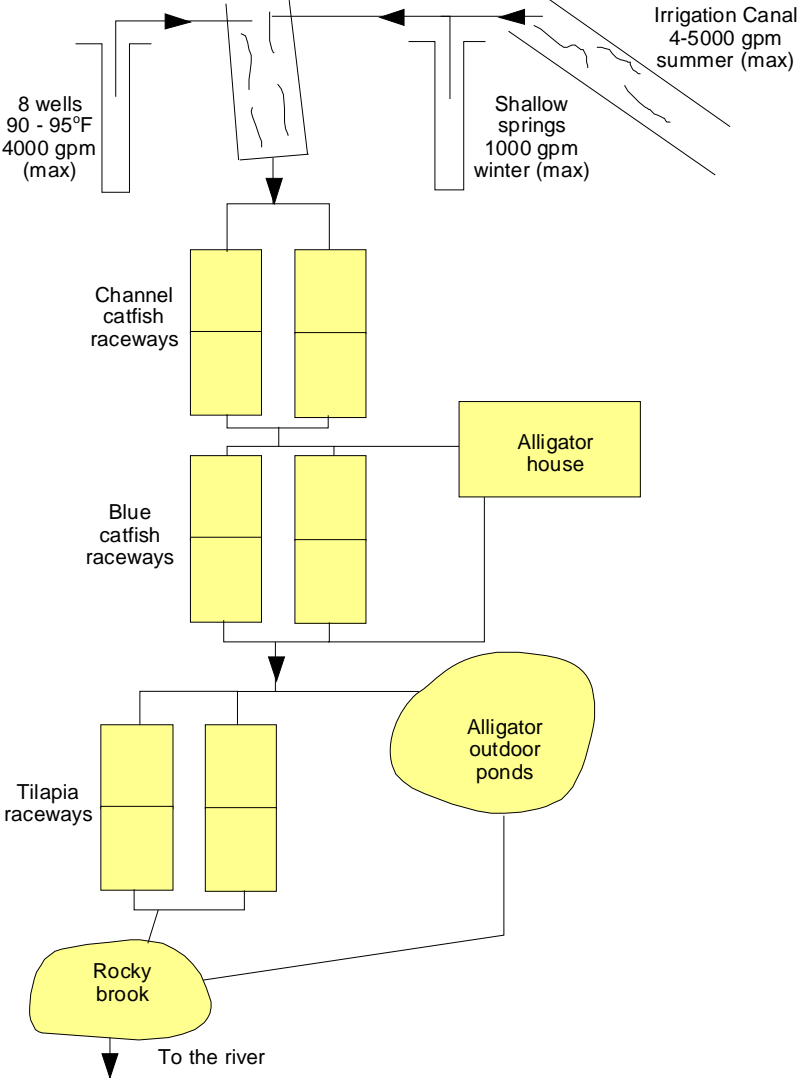 Irrigation Canal
4-5000 gpm
summer (max)
8 wells
90 - 95°F
4000 gpm
(max)
Shallow
springs
1000 gpm
winter (max)
Channel
catfish
raceways
Alligator
house
Blue
catfish
raceways
Alligator
outdoor
ponds
Tilapia
raceways
Rocky
brook
To the river